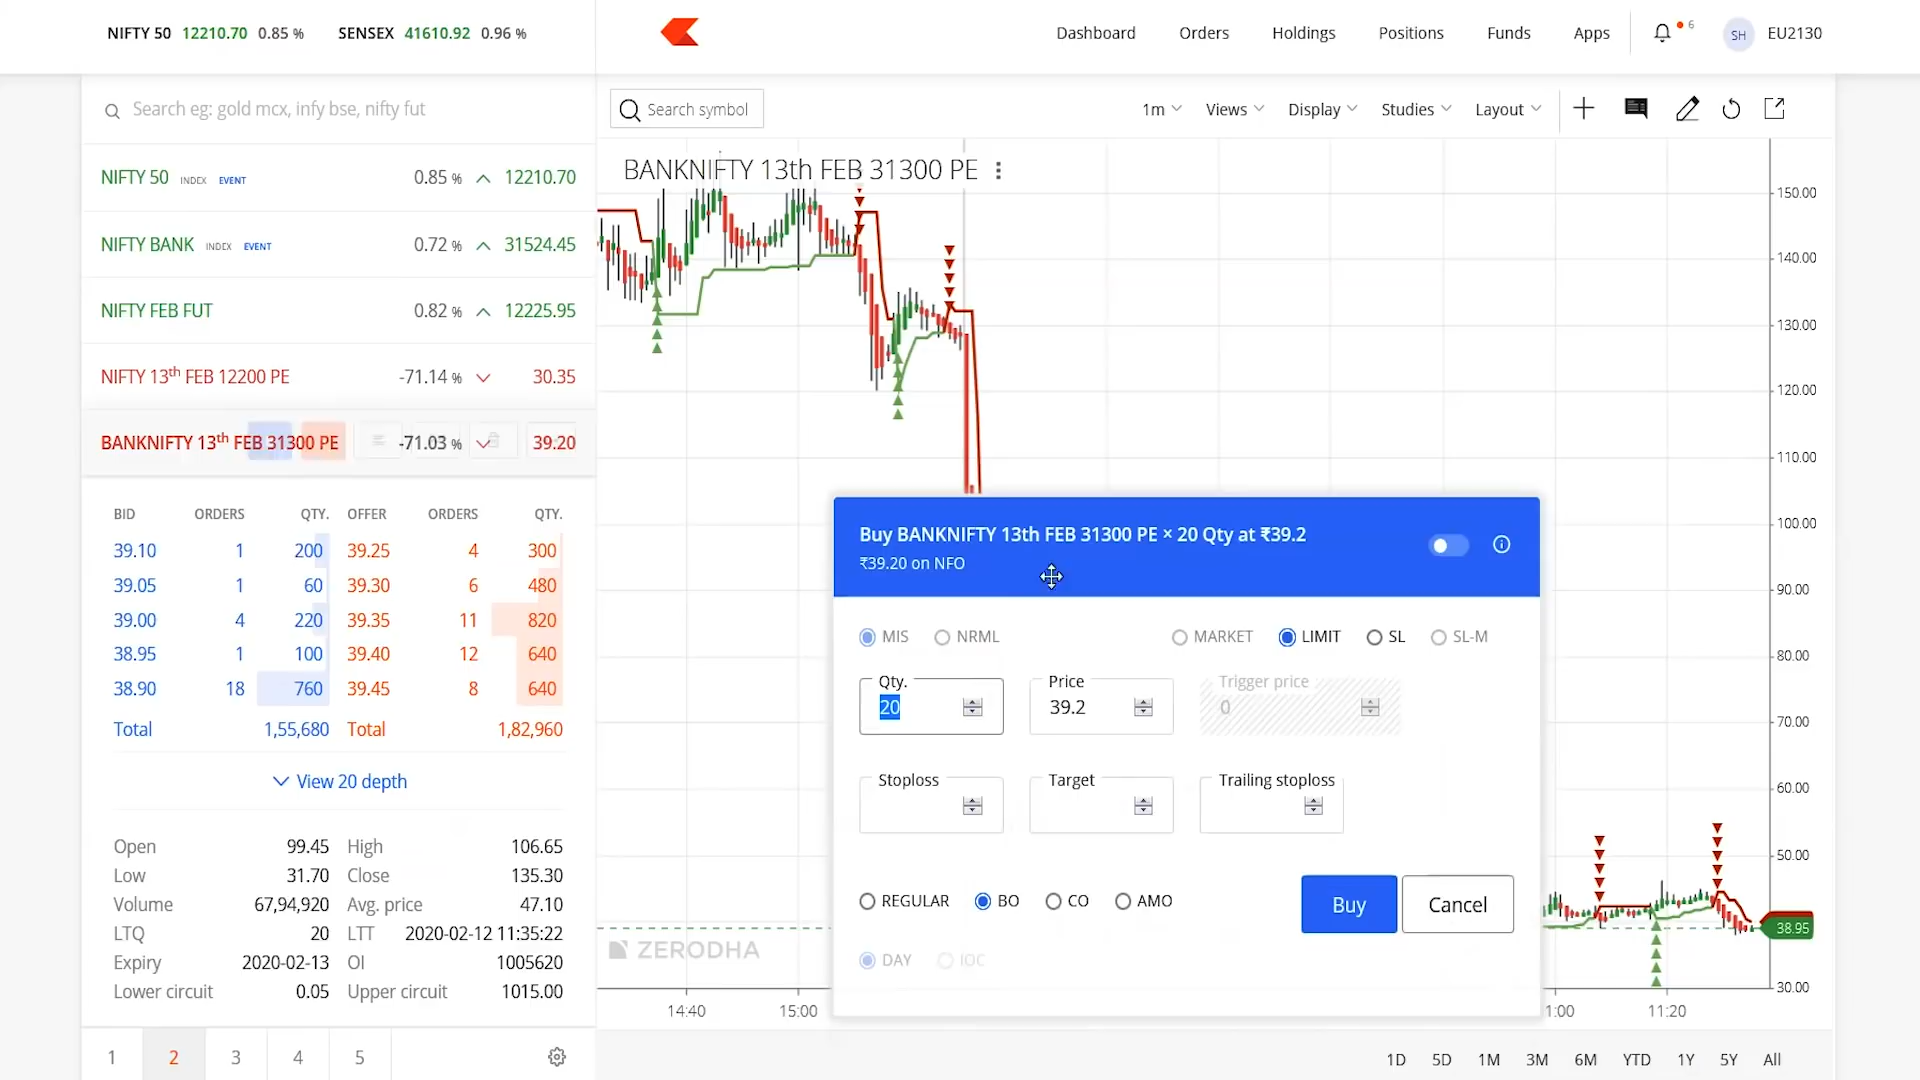 NIFTY 50 12210.70 0.85 % SENSEX 41610.92 0.96 %
Dashboard Orders Holdings Positions Funds Apps 6 SH EU2130
Search eg: gold mcx, infy bse, nifty fut
Search symbol 1m Views Display Studies Layout
NIFTY 50 INDEX EVENT 0.85 % 12210.70
NIFTY BANK INDEX EVENT 0.72 % 31524.45
NIFTY FEB FUT 0.82 % 12225.95
NIFTY 13th FEB 12200 PE -71.14 % 30.35
BANKNIFTY 13th FEB 31300 PE -71.03 % 39.20
BID ORDERS QTY. OFFER ORDERS QTY.
39.10 1 200 39.25 4 300
39.05 1 60 39.30 6 480
39.00 4 220 39.35 11 820
38.95 1 100 39.40 12 640
38.90 18 760 39.45 8 640
Total 1,55,680 Total 1,82,960
View 20 depth
Open 99.45 High 106.65
Low 31.70 Close 135.30
Volume 67,94,920 Avg. price 47.10
LTQ 20 LTT 2020-02-12 11:35:22
Expiry 2020-02-13 OI 1005620
Lower circuit 0.05 Upper circuit 1015.00
1 2 3 4 5
BANKNIFTY 13th FEB 31300 PE
150.00
140.00
130.00
120.00
110.00
100.00
90.00
80.00
70.00
60.00
50.00
38.95
30.00
Buy BANKNIFTY 13th FEB 31300 PE × 20 Qty at ₹39.2
₹39.20 on NFO
MIS NRML MARKET LIMIT SL SL-M
Qty. Price Trigger price
20 39.2 0
Stoploss Target Trailing stoploss
REGULAR BO CO AMO Buy Cancel
DAY IOC
ZERODHA
14:40 15:00 1:00 11:20
1D 5D 1M 3M 6M YTD 1Y 5Y All